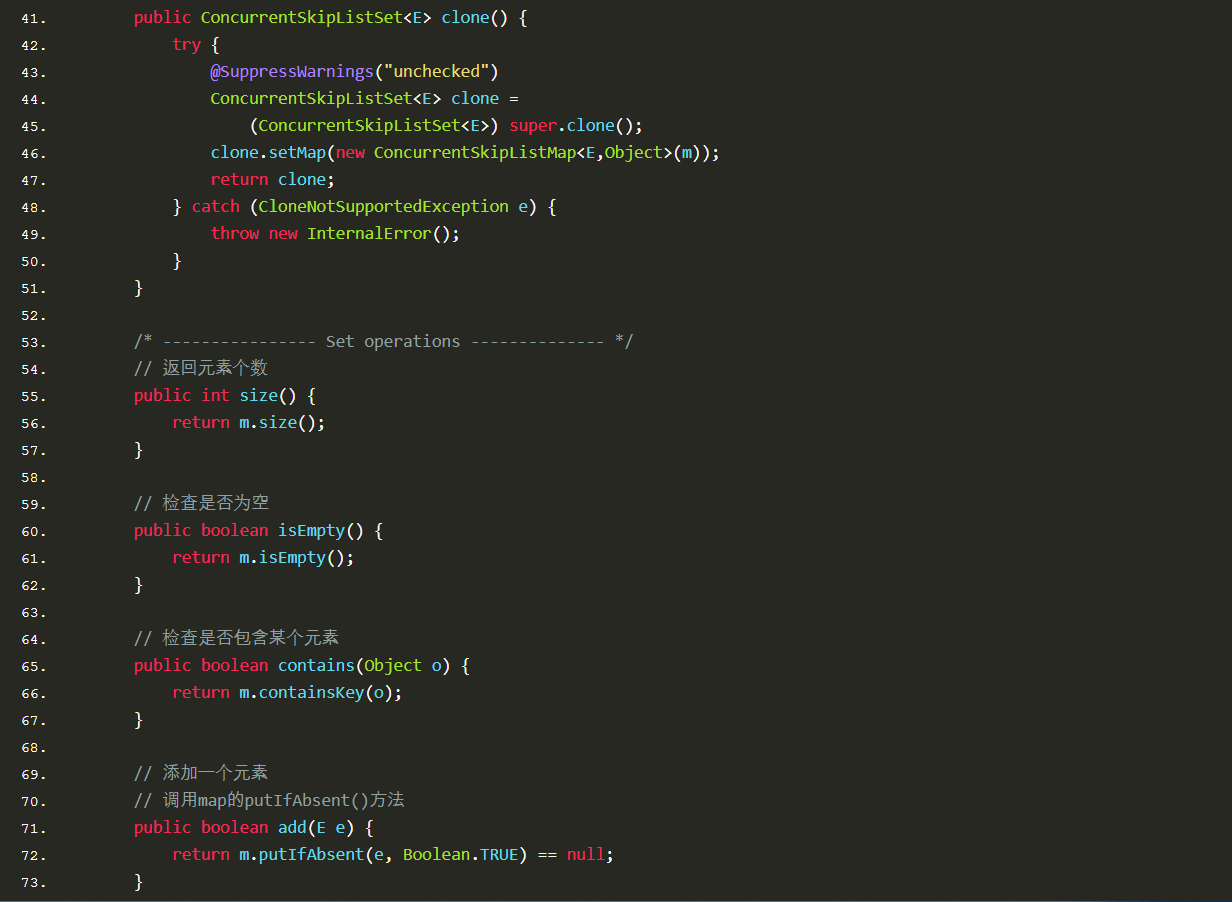 41. public ConcurrentSkipListSet<E> clone() {
42. try {
43. @SuppressWarnings("unchecked")
44. ConcurrentSkipListSet<E> clone =
45. (ConcurrentSkipListSet<E>) super.clone();
46. clone.setMap(new ConcurrentSkipListMap<E,Object>(m));
47. return clone;
48. } catch (CloneNotSupportedException e) {
49. throw new InternalError();
50. }
51. }
52.
53. /* ---------------- Set operations -------------- */
54. // 返回元素个数
55. public int size() {
56. return m.size();
57. }
58.
59. // 检查是否为空
60. public boolean isEmpty() {
61. return m.isEmpty();
62. }
63.
64. // 检查是否包含某个元素
65. public boolean contains(Object o) {
66. return m.containsKey(o);
67. }
68.
69. // 添加一个元素
70. // 调用map的putIfAbsent()方法
71. public boolean add(E e) {
72. return m.putIfAbsent(e, Boolean.TRUE) == null;
73. }